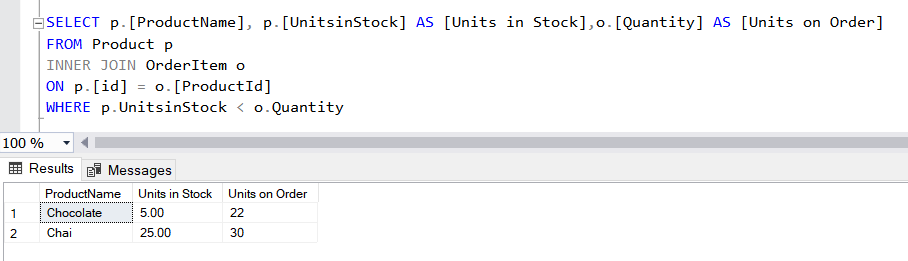 SELECT p.[ProductName], p.[UnitsinStock] AS [Units in Stock],o.[Quantity] AS [Units on Order]
FROM Product p
INNER JOIN OrderItem o
ON p.[id] = o.[ProductId]
WHERE p.UnitsinStock < o.Quantity
100 %
Results Messages
ProductName Units in Stock Units on Order
1 Chocolate 5.00 22
2 Chai 25.00 30